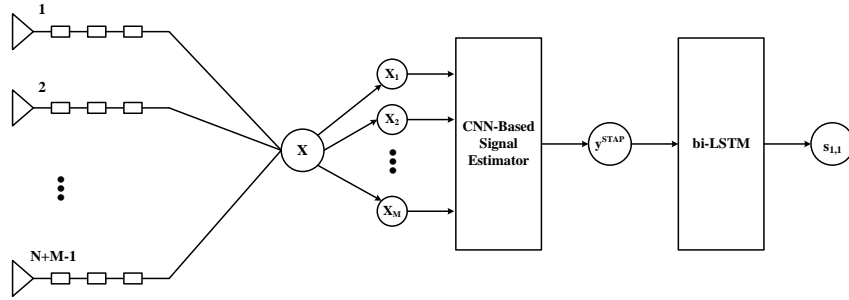 1
2
N+M-1
X
X1
X2
XM
CNN-Based
Signal
Estimator
y^STAP
bi-LSTM
s1,1